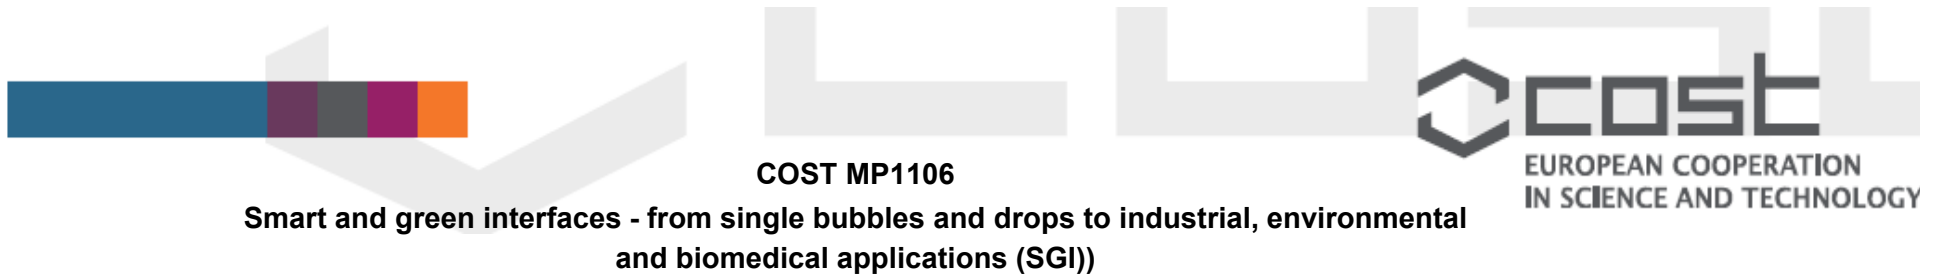 cost
EUROPEAN COOPERATION
IN SCIENCE AND TECHNOLOGY
COST MP1106
Smart and green interfaces - from single bubbles and drops to industrial, environmental
and biomedical applications (SGI))